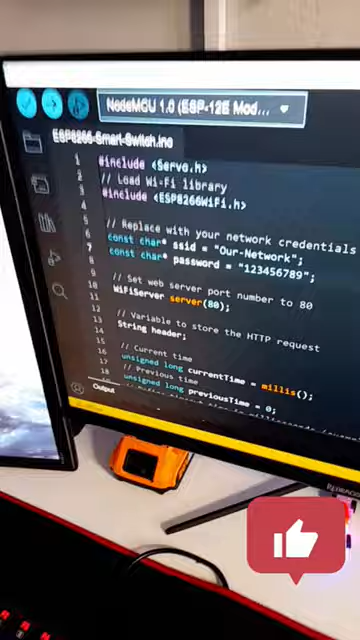 NodeMCU 1.0 (ESP-12E Mod...
ESP8266-Smart-Switch.ino
1 #include <Servo.h>
2 // Load Wi-Fi library
3 #include <ESP8266WiFi.h>
4
5 // Replace with your network credentials
6 const char* ssid = "Our-Network";
7 const char* password = "123456789";
8
9 // Set web server port number to 80
10 WiFiServer server(80);
11
12 // Variable to store the HTTP request
13 String header;
14
15 // Current time
16 unsigned long currentTime = millis();
17 // Previous time
18 unsigned long previousTime = 0;
Output